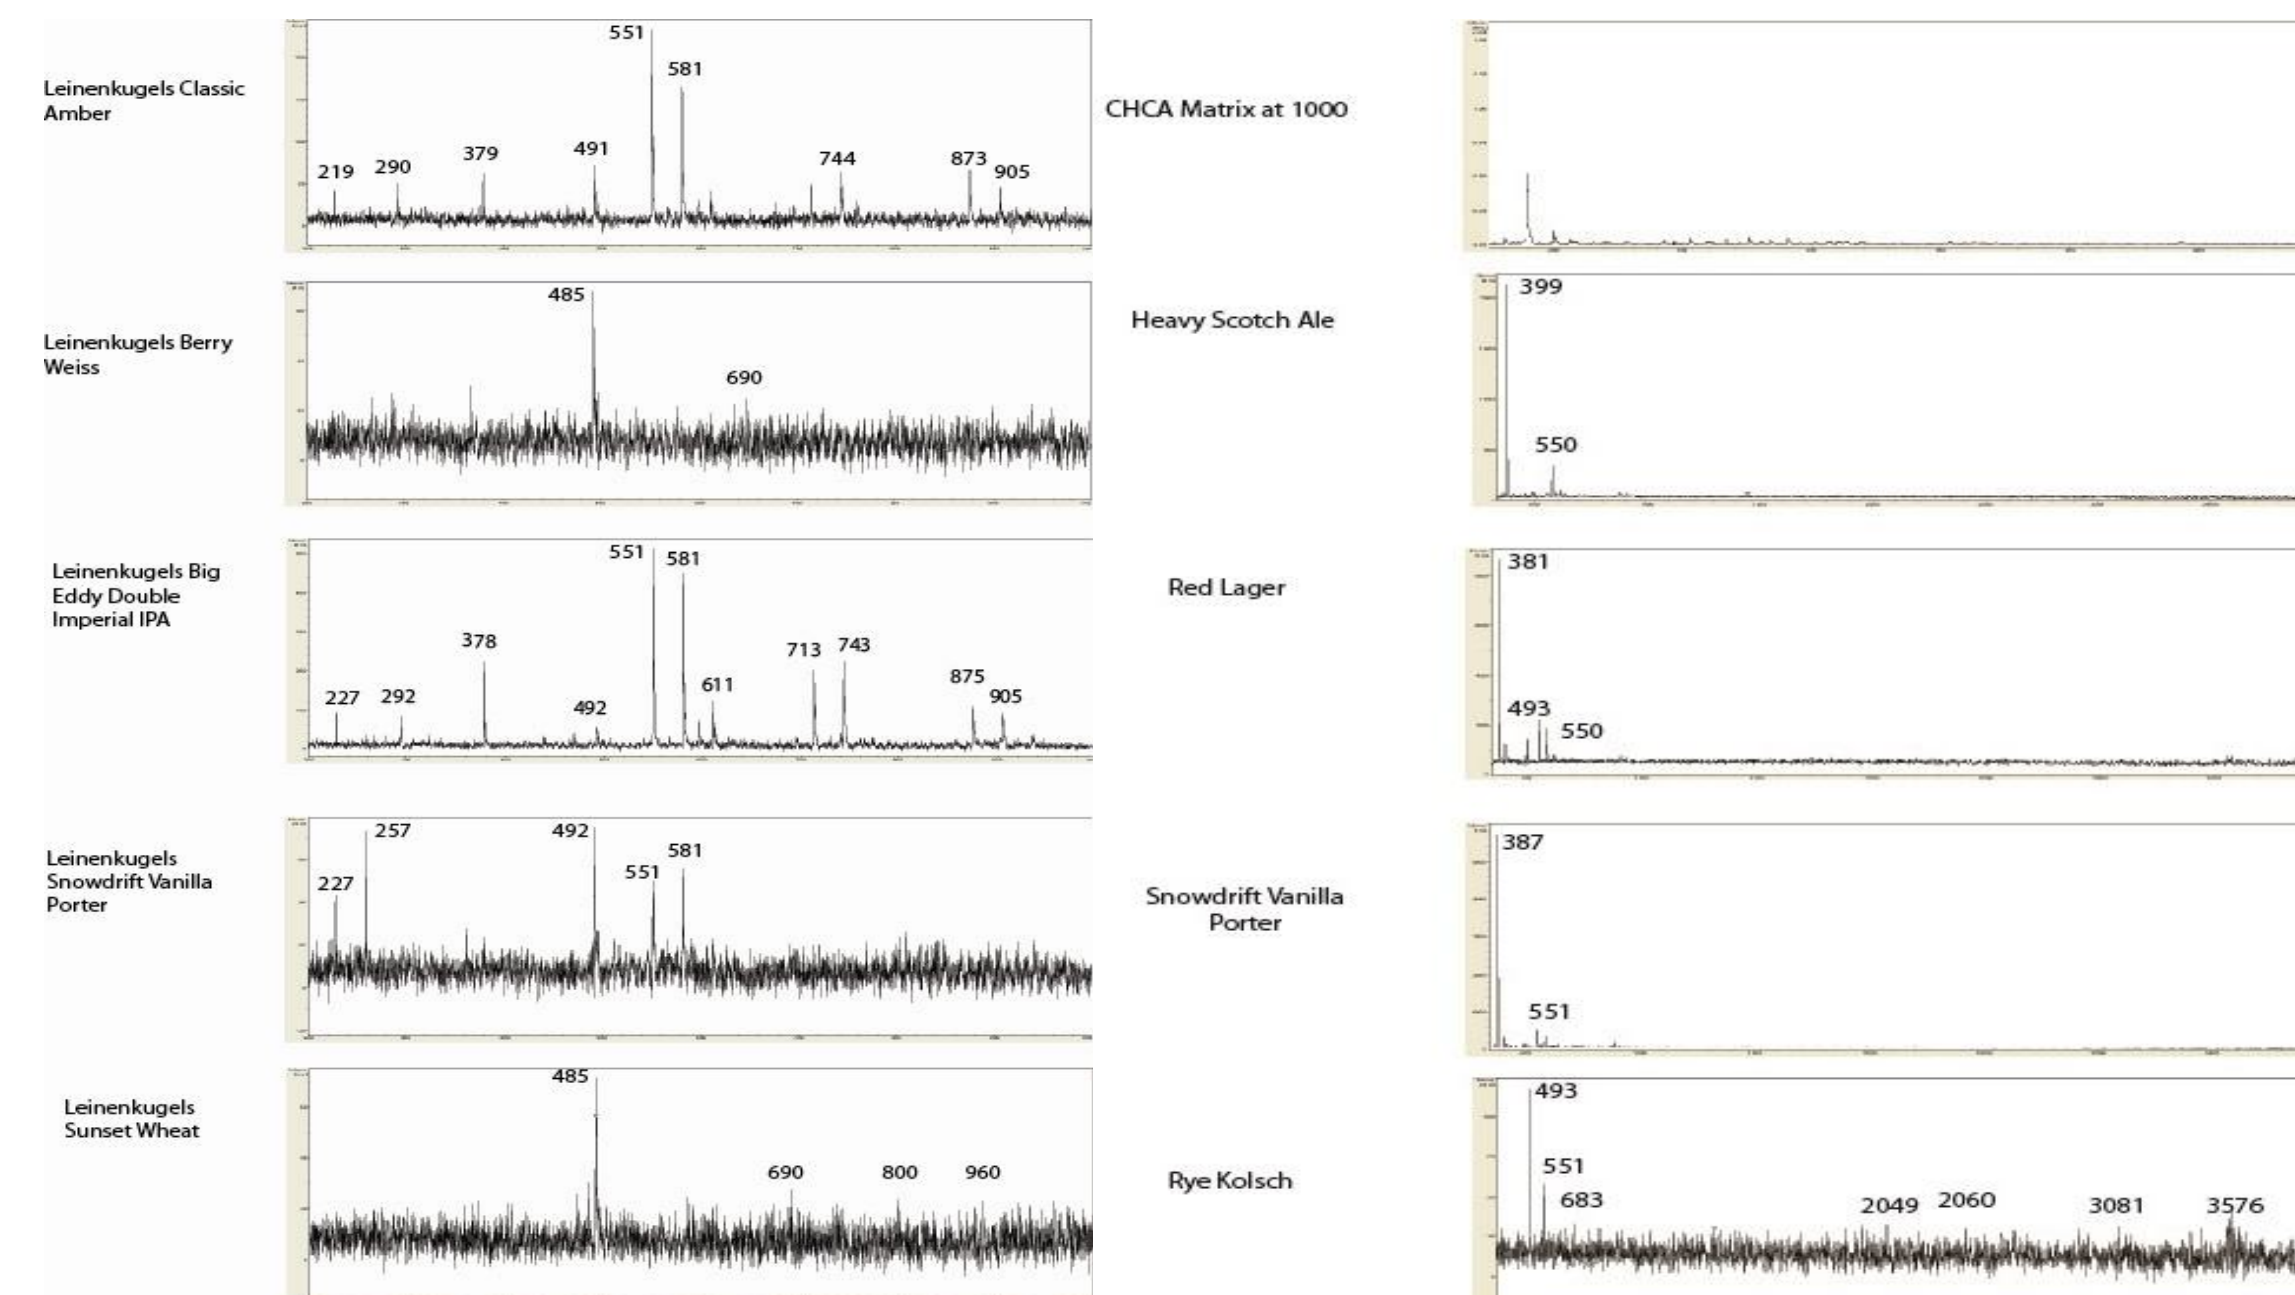 Leinenkugels Classic
Amber
551
581
219
290
379
491
744
873
905
Leinenkugels Berry
Weiss
485
690
Leinenkugels Big
Eddy Double
Imperial IPA
551
581
378
227
292
492
611
713
743
875
905
Leinenkugels
Snowdrift Vanilla
Porter
227
257
492
551
581
Leinenkugels
Sunset Wheat
485
690
800
960
CHCA Matrix at 1000
Heavy Scotch Ale
399
550
Red Lager
381
493
550
Snowdrift Vanilla
Porter
387
551
Rye Kolsch
493
551
683
2049
2060
3081
3576